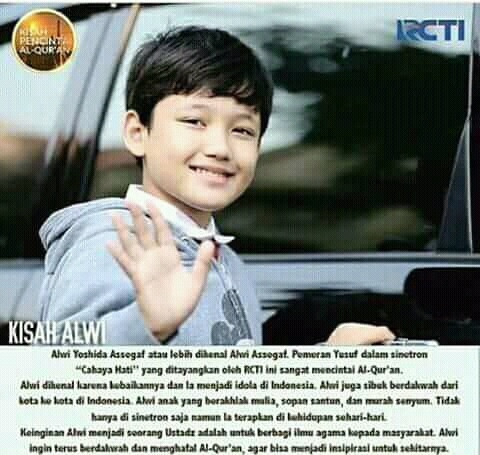 KISAH
PENCINTA
AL-QUR'AN
RCTI
KISAH ALWI
Alwi Yoshida Assegaf atau lebih dikenal Alwi Assegaf. Pemeran Yusuf dalam sinetron
"Cahaya Hati" yang ditayangkan oleh RCTI ini sangat mencintai Al-Qur'an.
Alwi dikenal karena kebaikannya dan Ia menjadi idola di Indonesia. Alwi juga sibuk berdakwah dari
kota ke kota di Indonesia. Alwi anak yang berakhlak mulia, sopan santun, dan murah senyum. Tidak
hanya di sinetron saja namun Ia terapkan di kehidupan sehari-hari.
Keinginan Alwi menjadi seorang Ustadz adalah untuk berbagi ilmu agama kepada masyarakat. Alwi
ingin terus berdakwah dan menghafal Al-Qur'an, agar bisa menjadi insipirasi untuk sekitarnya.